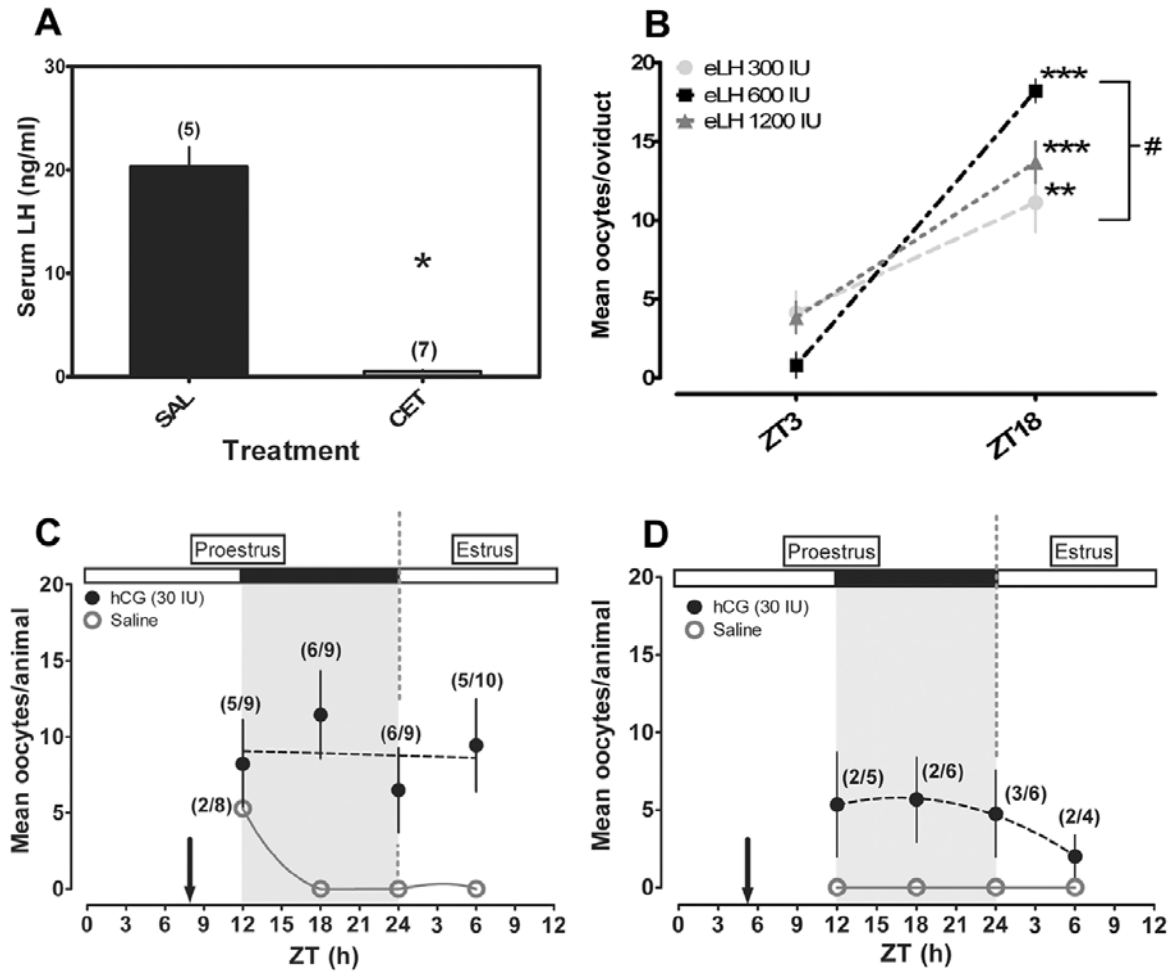 A
30
20
10
0
Serum LH (ng/ml)
(5)
*
(7)
SAL
CET
Treatment
B
eLH 300 IU
eLH 600 IU
eLH 1200 IU
20
15
10
5
0
Mean oocytes/oviduct
***
***
**
#
ZT3
ZT18
C
Proestrus
Estrus
20
15
10
5
0
Mean oocytes/animal
hCG (30 IU)
Saline
(5/9)
(6/9)
(6/9)
(5/10)
(2/8)
0 3 6 9 12 15 18 21 24 3 6 9 12
ZT (h)
D
Proestrus
Estrus
20
15
10
5
0
Mean oocytes/animal
hCG (30 IU)
Saline
(2/5)
(2/6)
(3/6)
(2/4)
0 3 6 9 12 15 18 21 24 3 6 9 12
ZT (h)